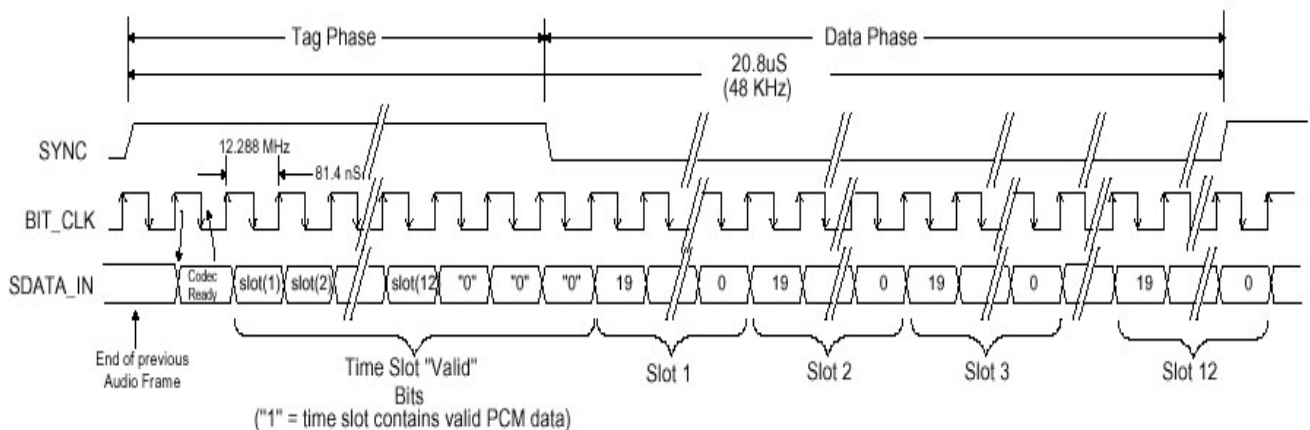 Tag Phase
Data Phase
20.8uS
(48 KHz)
SYNC
12.288 MHz
81.4 nS
BIT_CLK
SDATA_IN
Codec
Ready
slot(1)
slot(2)
slot(12
"0"
"0"
"0"
19
0
19
0
19
0
19
0
End of previous
Audio Frame
Time Slot "Valid"
Bits
("1" = time slot contains valid PCM data)
Slot 1
Slot 2
Slot 3
Slot 12